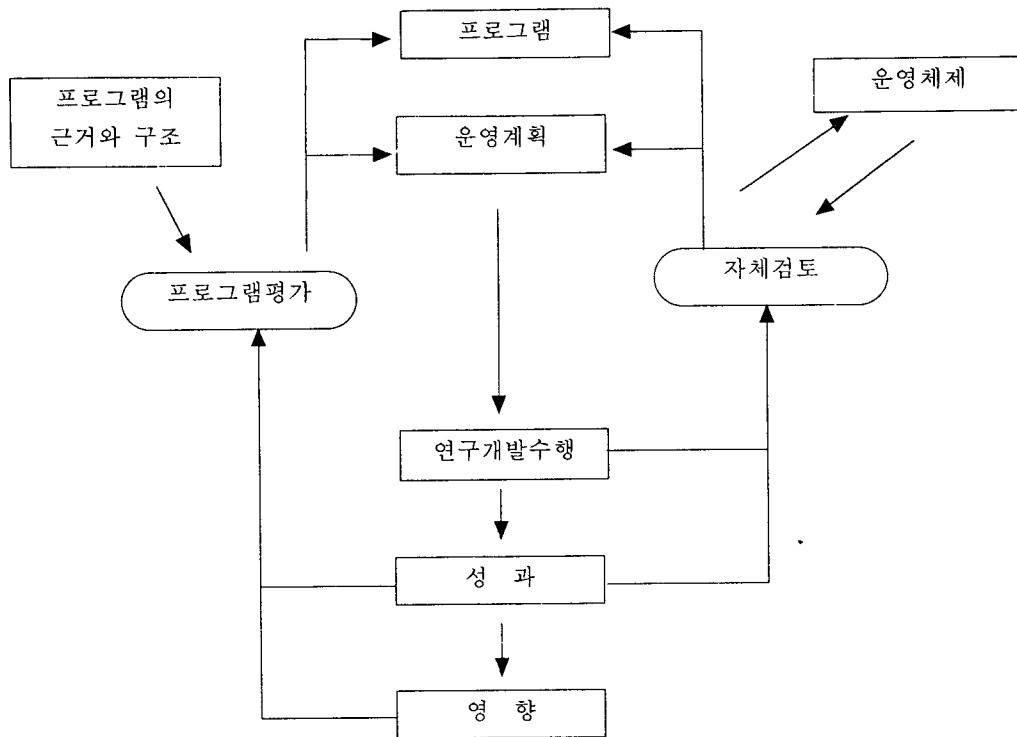 프로그램
운영체제
프로그램의
근거와 구조
운영계획
자체검토
프로그램평가
연구개발수행
성 과
영 향